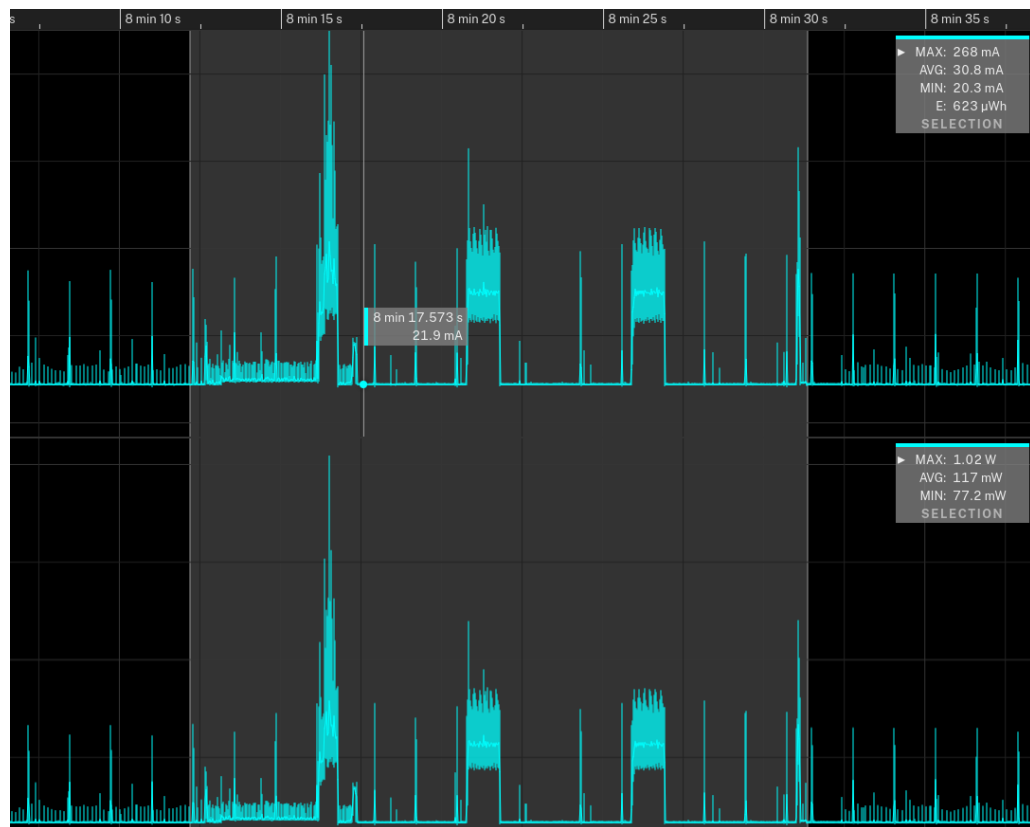 s
8 min 10 s
8 min 15 s
8 min 20 s
8 min 25 s
8 min 30 s
8 min 35 s
▶ MAX: 268 mA
AVG: 30.8 mA
MIN: 20.3 mA
E: 623 µWh
SELECTION
8 min 17.573 s
21.9 mA
▶ MAX: 1.02 W
AVG: 117 mW
MIN: 77.2 mW
SELECTION